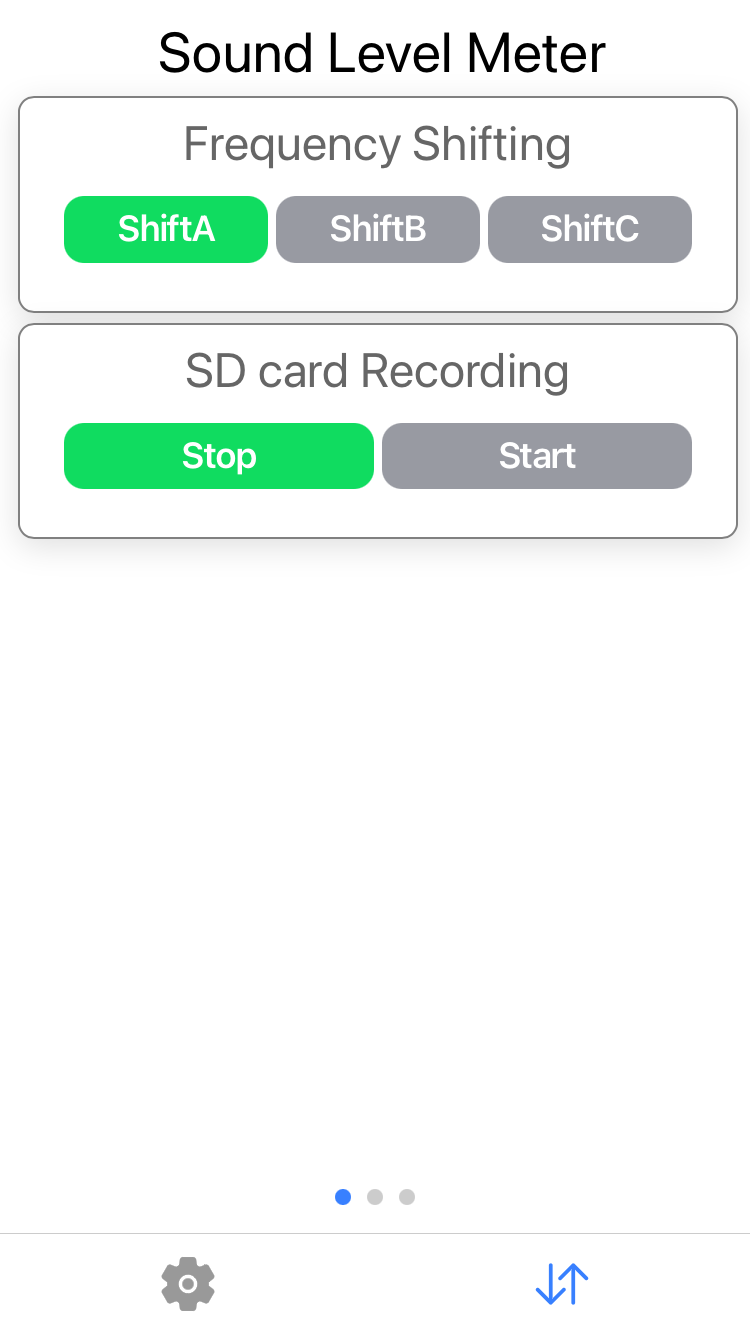 Sound Level Meter
Frequency Shifting
ShiftA ShiftB ShiftC
SD card Recording
Stop Start